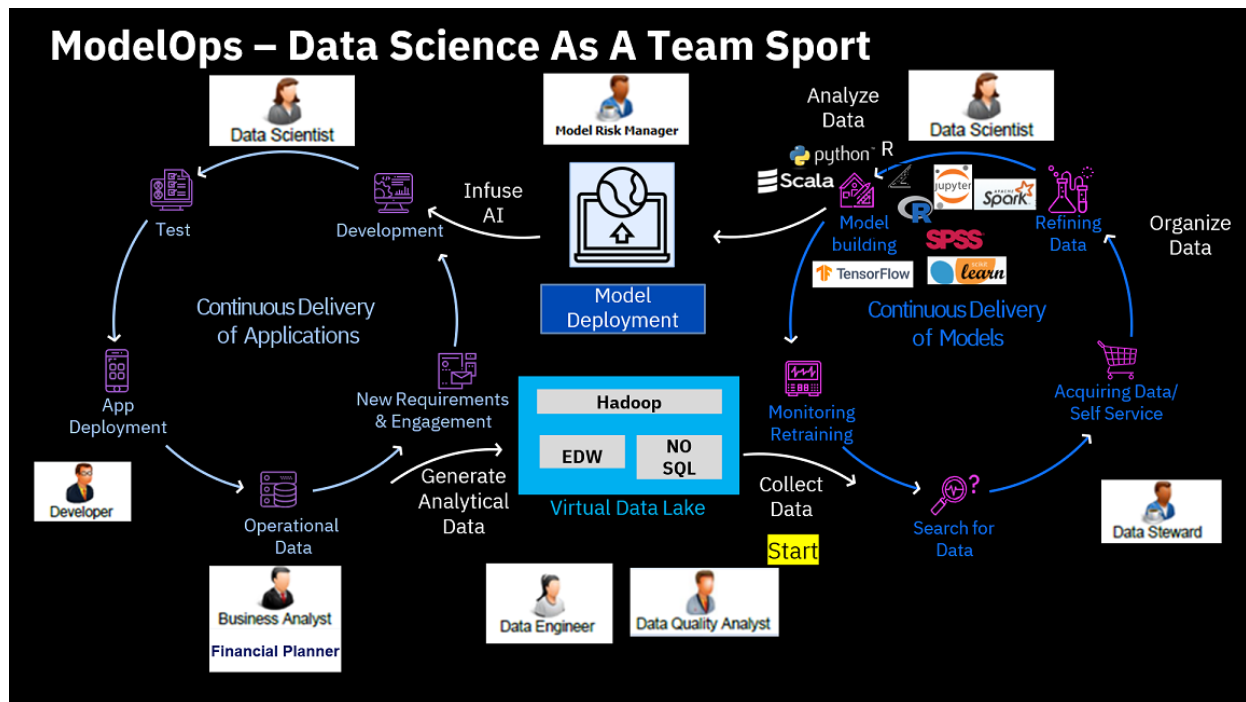 ModelOps – Data Science As A Team Sport
Data Scientist
Model Risk Manager
Analyze
Data
Data Scientist
python
R
Scala
jupyter
APACHE
Spark
R
SPSS
Model
building
TensorFlow
learn
Refining
Data
Organize
Data
Infuse
AI
Test
Development
Model
Deployment
Continuous Delivery
of Applications
Continuous Delivery
of Models
App
Deployment
New Requirements
& Engagement
Hadoop
EDW
NO
SQL
Virtual Data Lake
Monitoring
Retraining
Acquiring Data/
Self Service
Developer
Operational
Data
Generate
Analytical
Data
Collect
Data
Start
?
Search for
Data
Data Steward
Business Analyst
Financial Planner
Data Engineer
Data Quality Analyst